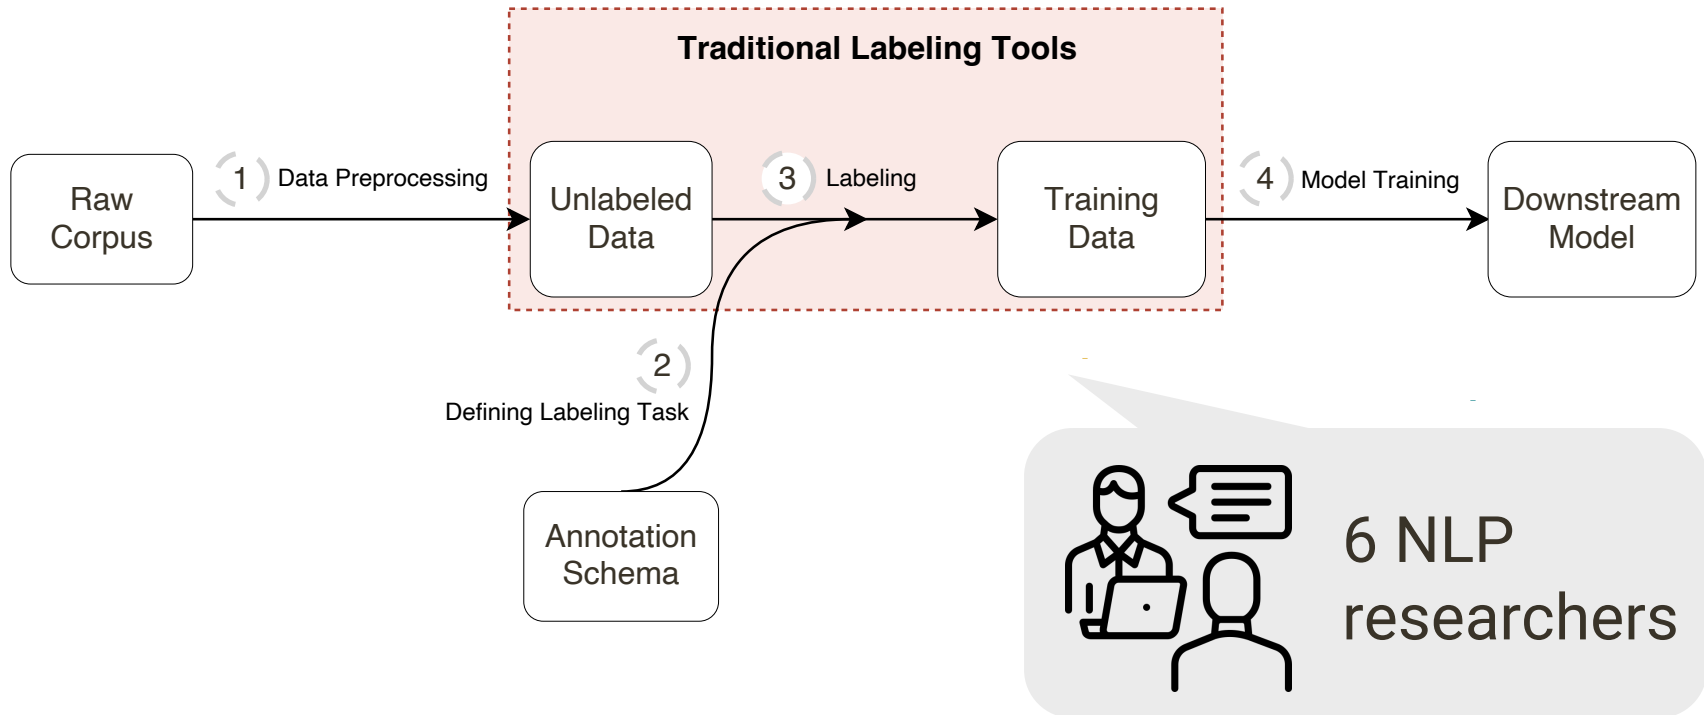 Traditional Labeling Tools
Raw
Corpus
1
Data Preprocessing
Unlabeled
Data
3
Labeling
Training
Data
4
Model Training
Downstream
Model
2
Defining Labeling Task
Annotation
Schema
6 NLP
researchers